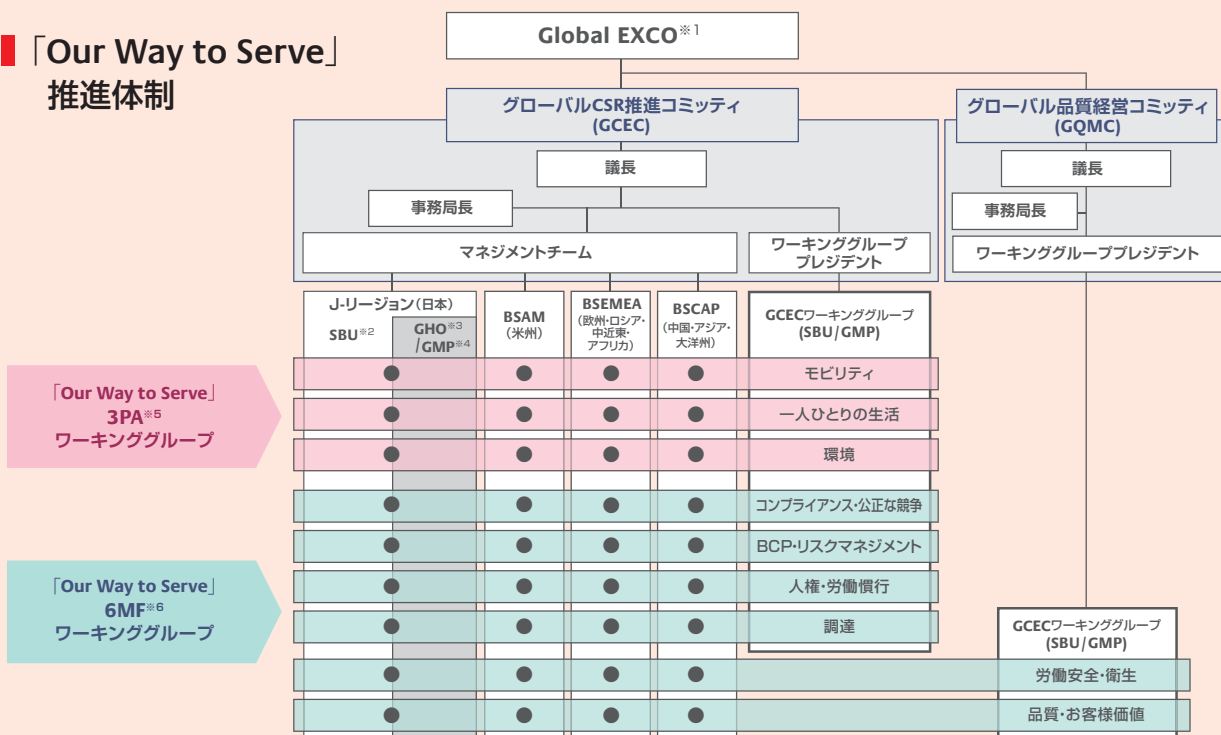 「Our Way to Serve」
推進体制
Global EXCO※1
グローバルCSR推進コミッティ
(GCEC)
グローバル品質経営コミッティ
(GQMC)
議長
議長
事務局長
事務局長
マネジメントチーム
ワーキンググループ
プレジデント
ワーキンググループプレジデント
J-リージョン(日本)
SBU※2
GHO※3
/GMP※4
BSAM
(米州)
BSEMEA
(欧州・ロシア・
中近東・
アフリカ)
BSCAP
(中国・アジア・
大洋州)
GCECワーキンググループ
(SBU/GMP)
「Our Way to Serve」
3PA※5
ワーキンググループ
モビリティ
一人ひとりの生活
環境
コンプライアンス・公正な競争
BCP・リスクマネジメント
「Our Way to Serve」
6MF※6
ワーキンググループ
人権・労働慣行
調達
GCECワーキンググループ
(SBU/GMP)
労働安全・衛生
品質・お客様価値